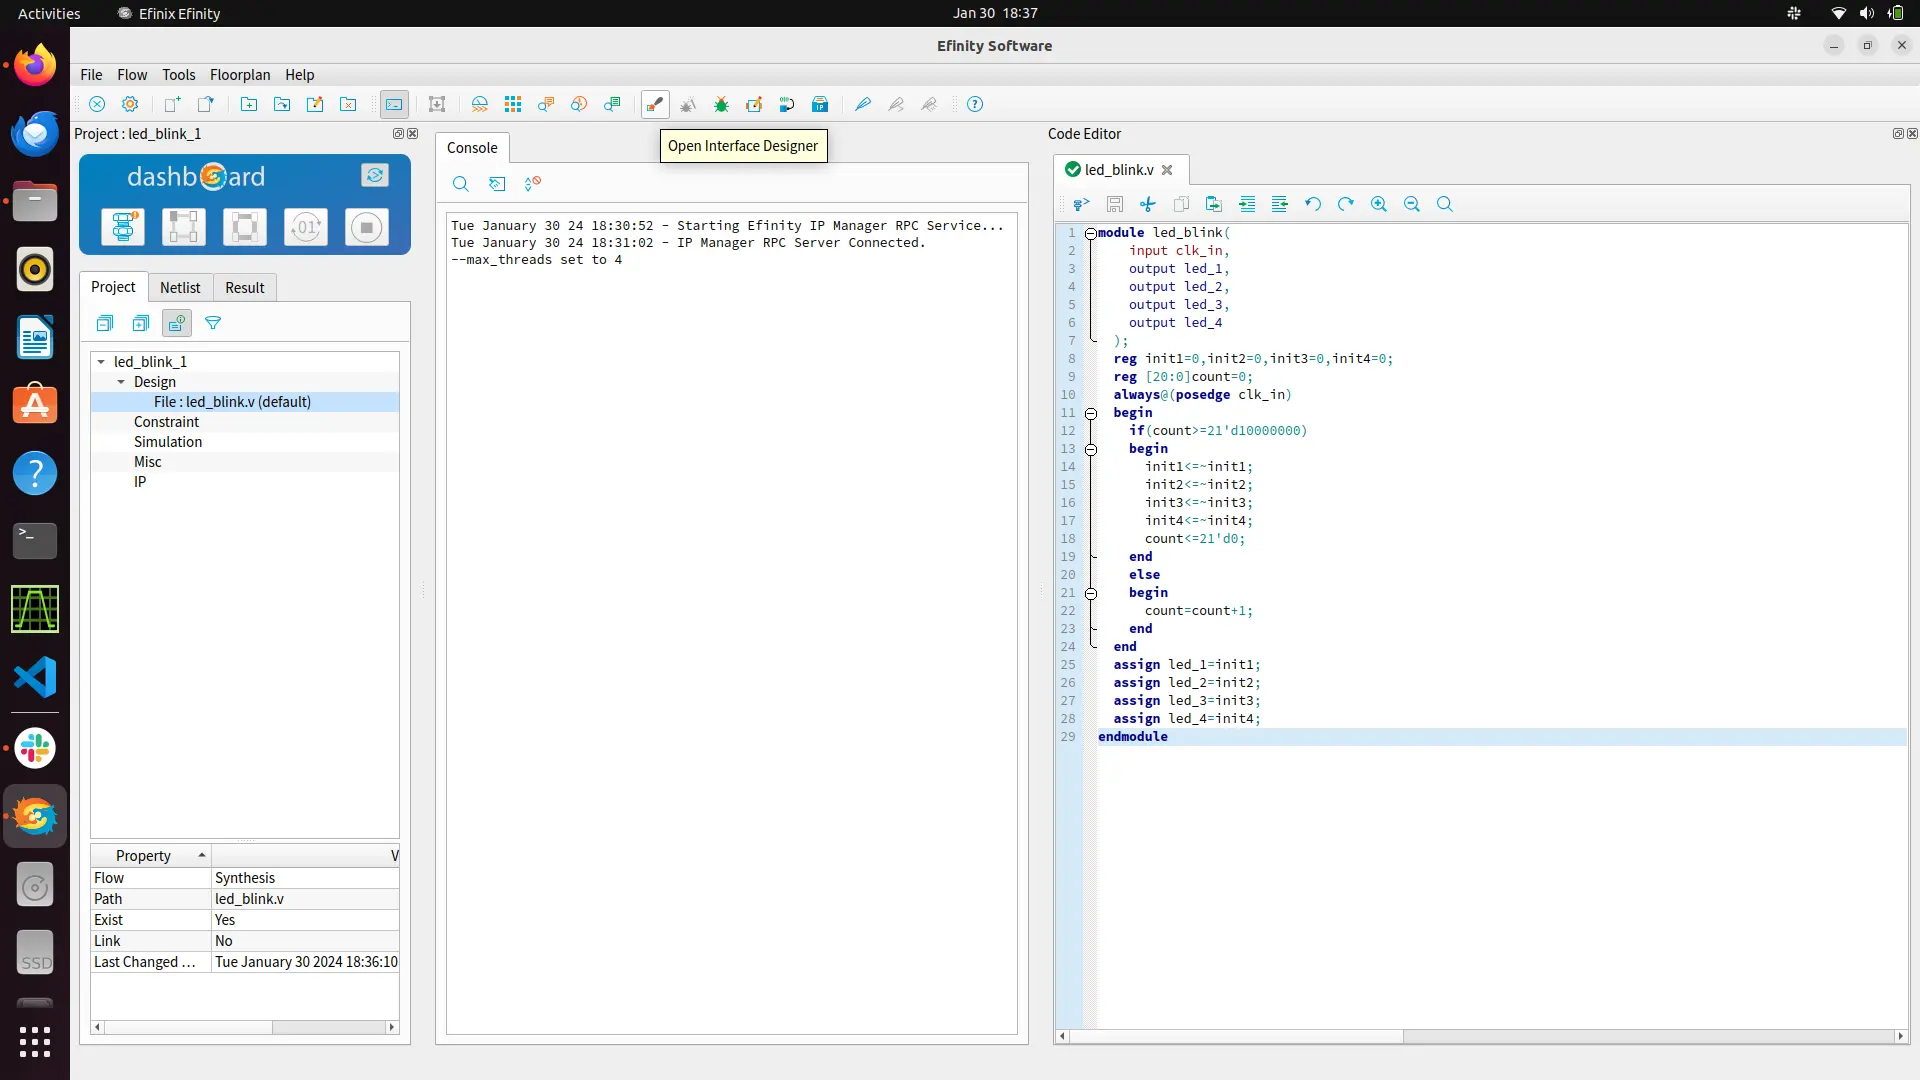 Activities
Efinix Efinity
Jan 30 18:37
Efinity Software
File Flow Tools Floorplan Help
Project : led_blink_1
Open Interface Designer
dashboard
01
Project Netlist Result
led_blink_1
Design
File : led_blink.v (default)
Constraint
Simulation
Misc
IP
Property V
Flow Synthesis
Path led_blink.v
Exist Yes
Link No
Last Changed ... Tue January 30 2024 18:36:10
Console
Tue January 30 24 18:30:52 - Starting Efinity IP Manager RPC Service...
Tue January 30 24 18:31:02 - IP Manager RPC Server Connected.
--max_threads set to 4
Code Editor
led_blink.v
1 module led_blink(
2 input clk_in,
3 output led_1,
4 output led_2,
5 output led_3,
6 output led_4
7 );
8 reg init1=0,init2=0,init3=0,init4=0;
9 reg [20:0]count=0;
10 always@(posedge clk_in)
11 begin
12 if(count>=21'd10000000)
13 begin
14 init1<=~init1;
15 init2<=~init2;
16 init3<=~init3;
17 init4<=~init4;
18 count<=21'd0;
19 end
20 else
21 begin
22 count=count+1;
23 end
24 end
25 assign led_1=init1;
26 assign led_2=init2;
27 assign led_3=init3;
28 assign led_4=init4;
29 endmodule
SSD